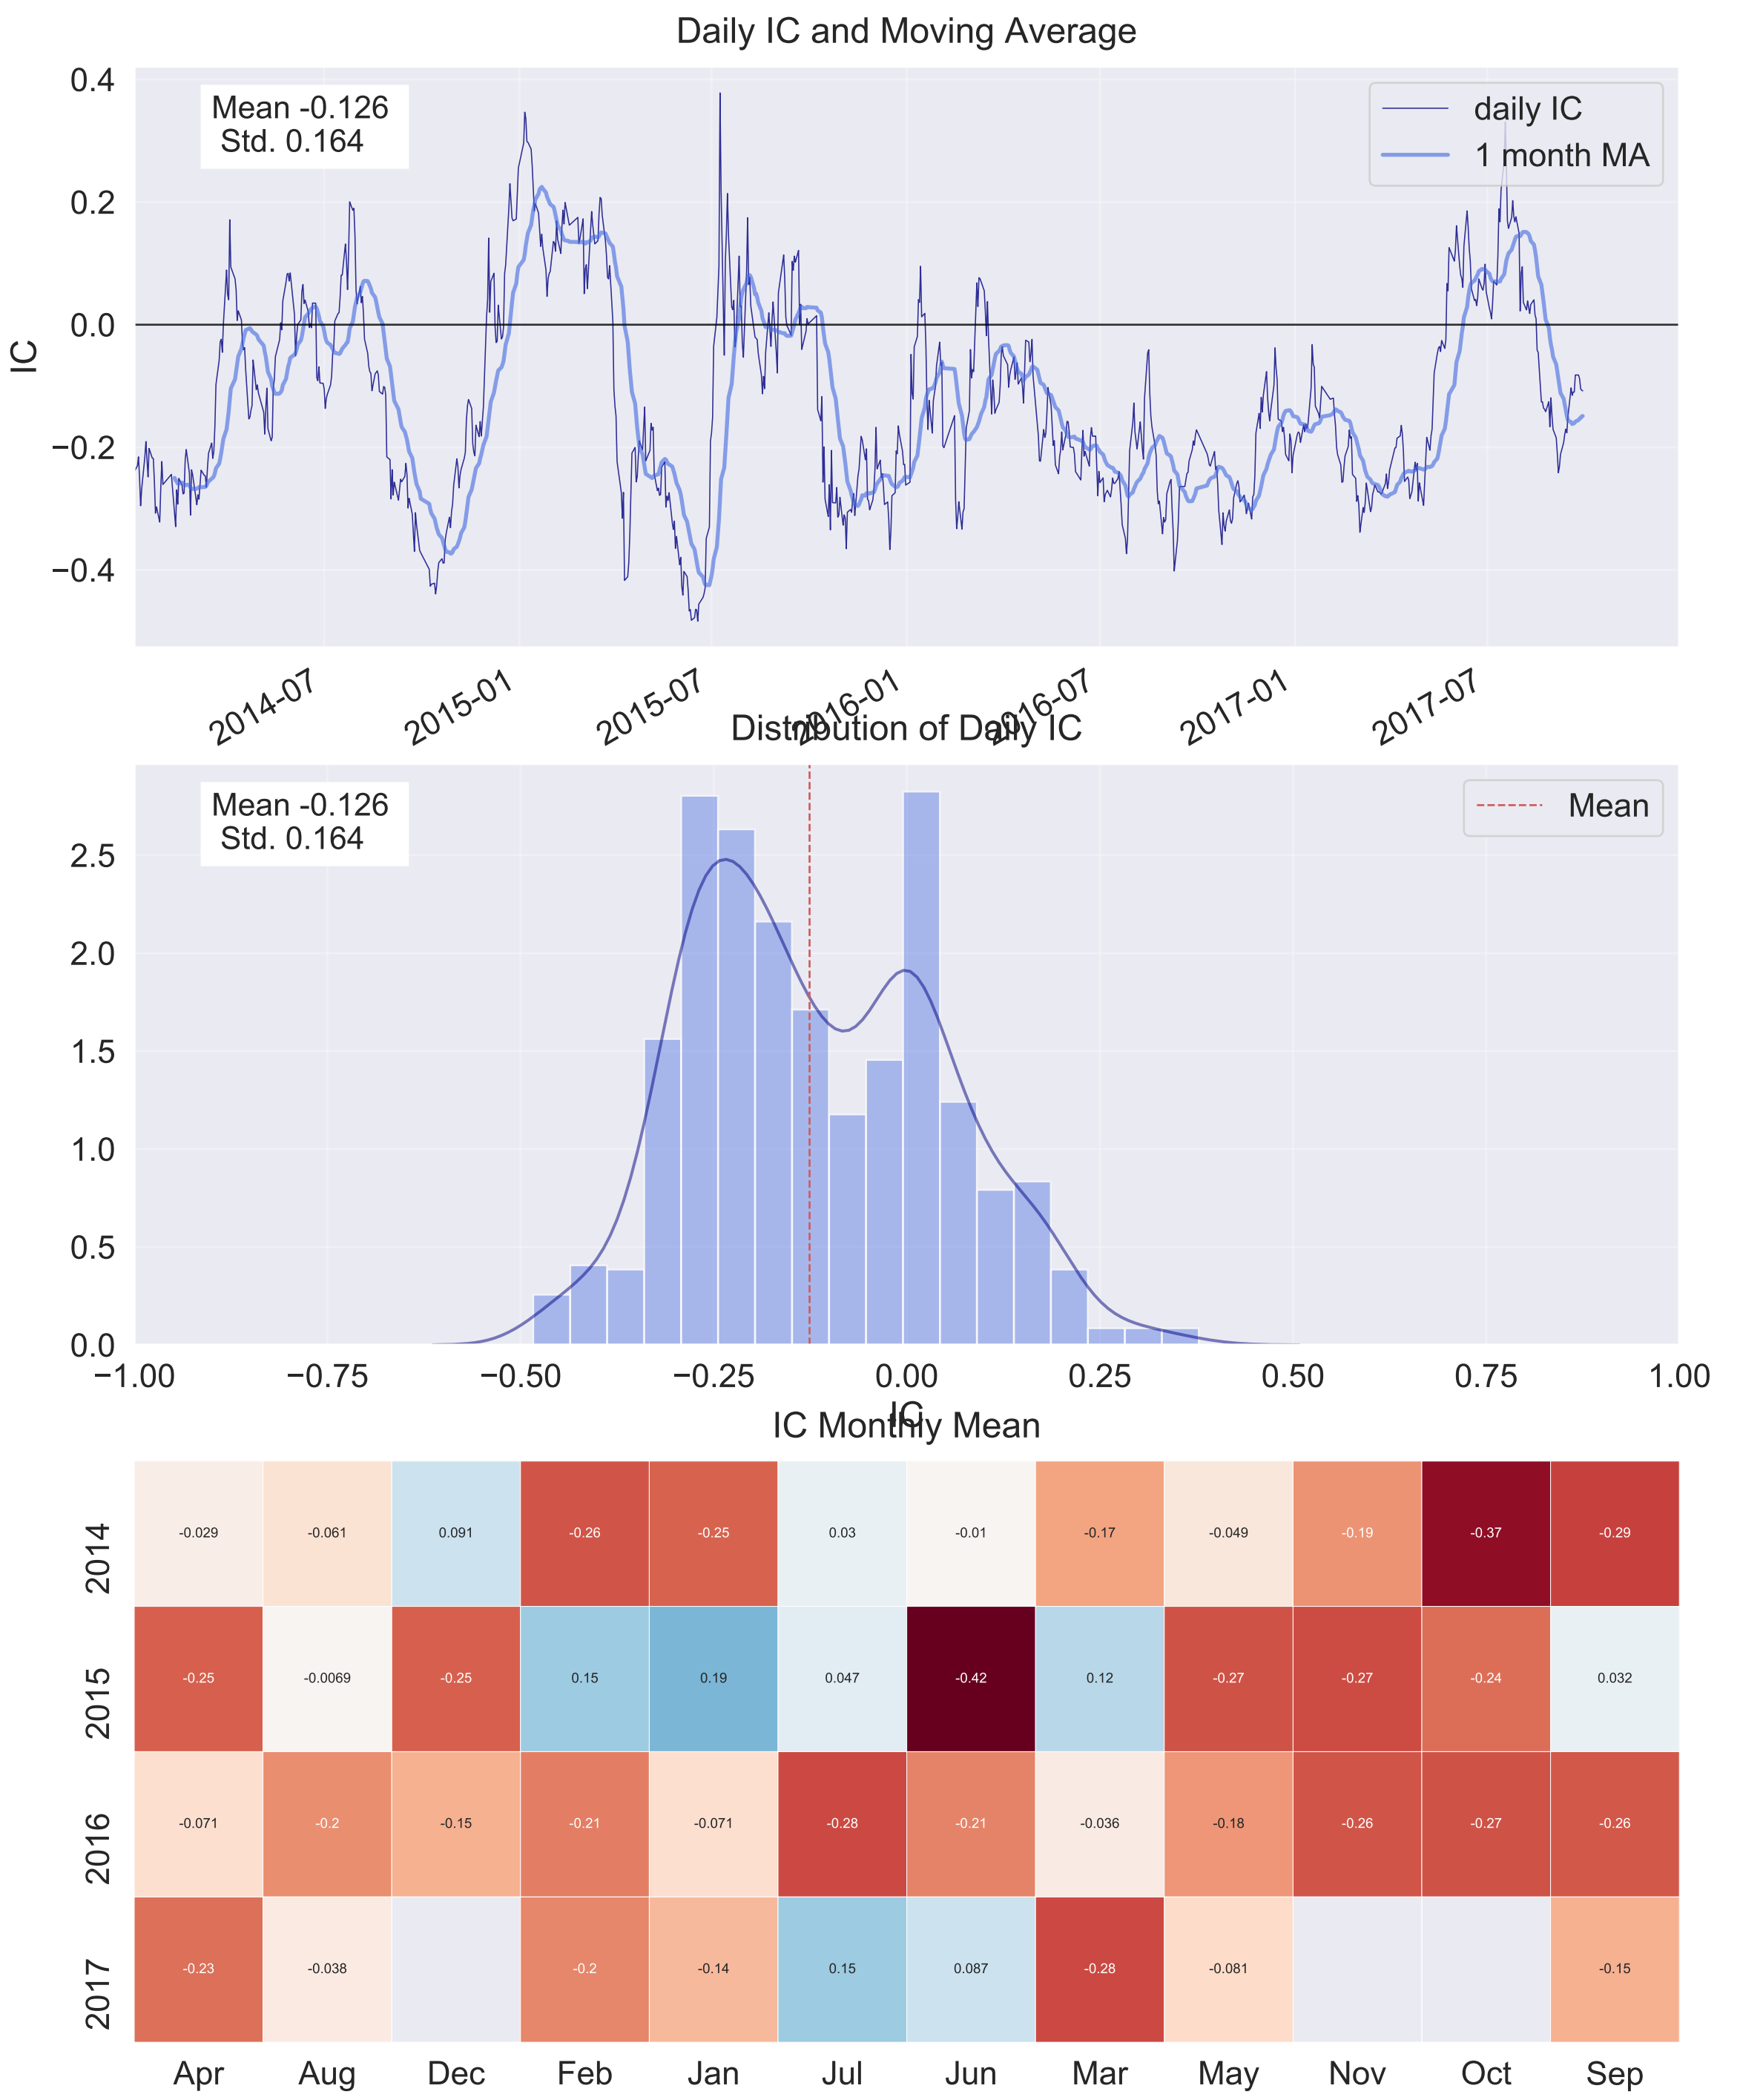 Daily IC and Moving Average
Mean -0.126
Std. 0.164
daily IC
1 month MA
0.4
0.2
0.0
−0.2
−0.4
IC
2014-07 2015-01 2015-07 2016-01 2016-07 2017-01 2017-07
Distribution of Daily IC
Mean -0.126
Std. 0.164
Mean
2.5
2.0
1.5
1.0
0.5
0.0
−1.00 −0.75 −0.50 −0.25 0.00 0.25 0.50 0.75 1.00
IC
IC Monthly Mean
2014 -0.029 -0.061 0.091 -0.26 -0.25 0.03 -0.01 -0.17 -0.049 -0.19 -0.37 -0.29
2015 -0.25 -0.0069 -0.25 0.15 0.19 0.047 -0.42 0.12 -0.27 -0.27 -0.24 0.032
2016 -0.071 -0.2 -0.15 -0.21 -0.071 -0.28 -0.21 -0.036 -0.18 -0.26 -0.27 -0.26
2017 -0.23 -0.038 -0.2 -0.14 0.15 0.087 -0.28 -0.081 -0.15
Apr Aug Dec Feb Jan Jul Jun Mar May Nov Oct Sep